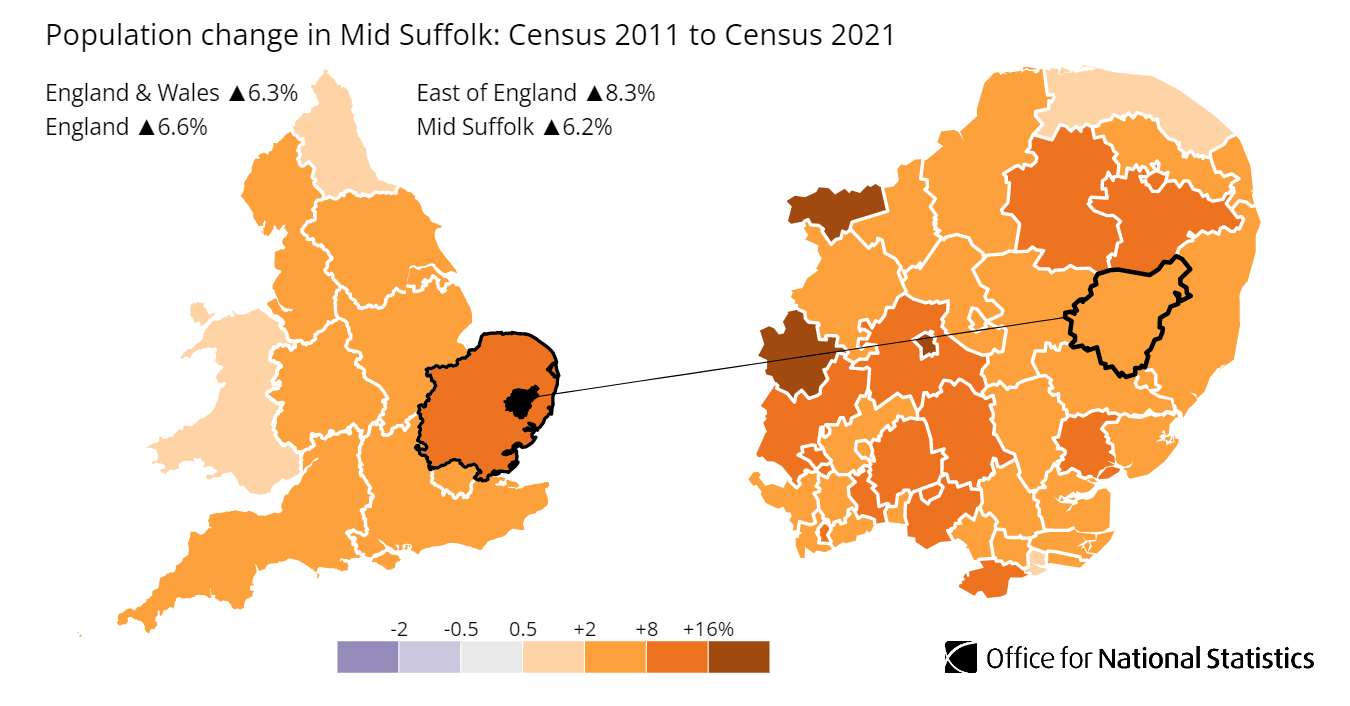 Population change in Mid Suffolk: Census 2011 to Census 2021
England & Wales ▲6.3%
East of England ▲8.3%
England ▲6.6%
Mid Suffolk ▲6.2%
-2 -0.5 0.5 +2 +8 +16%
Office for National Statistics